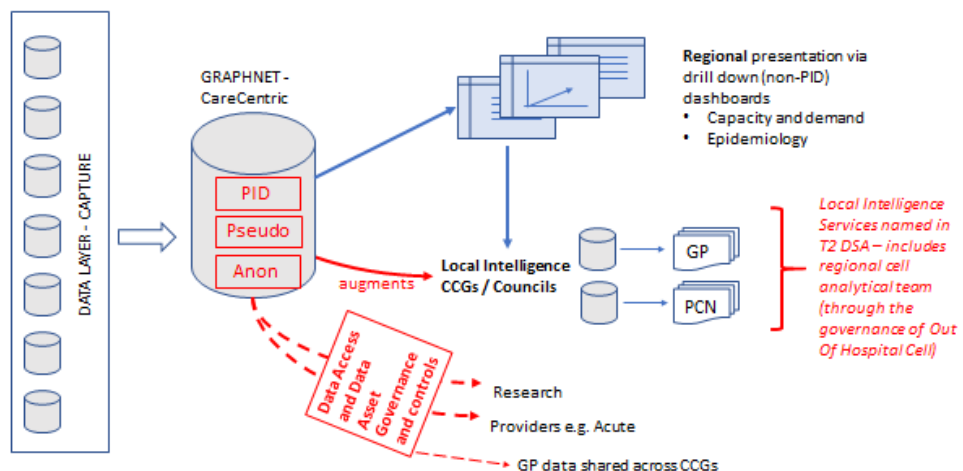 DATA LAYER - CAPTURE
GRAPHNET -
CareCentric
PID
Pseudo
Anon
Regional presentation via
drill down (non-PID)
dashboards
• Capacity and demand
• Epidemiology
augments
Local Intelligence
CCGs / Councils
GP
PCN
Local Intelligence
Services named in
T2 DSA – includes
regional cell
analytical team
(through the
governance of Out
Of Hospital Cell)
Data Access
and Data
Asset
Governance
and controls
Research
Providers e.g. Acute
GP data shared across CCGs